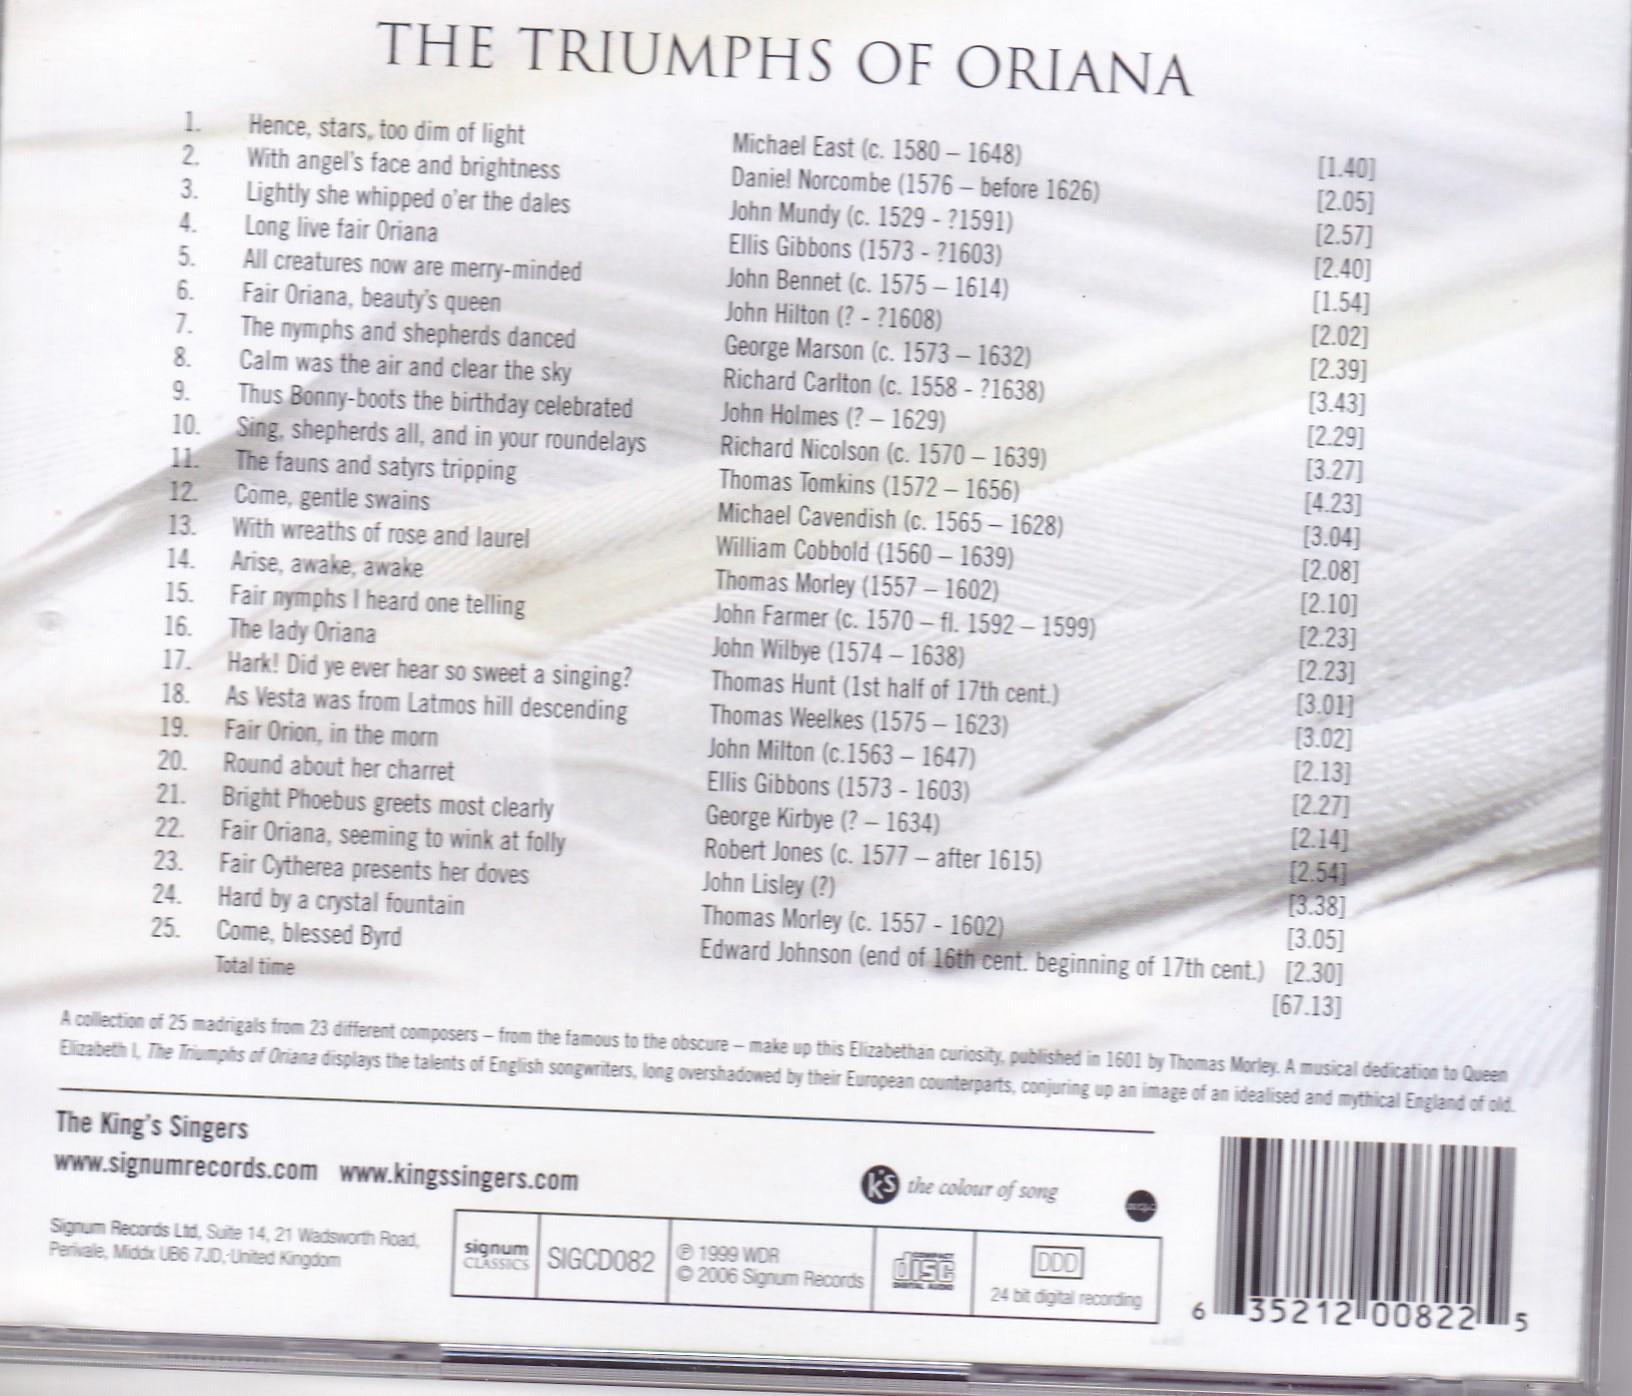 THE TRIUMPHS OF ORIANA
1. Hence, stars, too dim of light Michael East (c. 1580 – 1648) [1.40]
2. With angel's face and brightness Daniel Norcombe (1576 – before 1626) [2.05]
3. Lightly she whipped o'er the dales John Mundy (c. 1529 - ?1591) [2.57]
4. Long live fair Oriana Ellis Gibbons (1573 - ?1603) [2.40]
5. All creatures now are merry-minded John Bennet (c. 1575 – 1614) [1.54]
6. Fair Oriana, beauty's queen John Hilton (? - ?1608) [2.02]
7. The nymphs and shepherds danced George Marson (c. 1573 – 1632) [2.39]
8. Calm was the air and clear the sky Richard Carlton (c. 1558 - ?1638) [3.43]
9. Thus Bonny-boots the birthday celebrated John Holmes (? – 1629) [2.29]
10. Sing, shepherds all, and in your roundelays Richard Nicolson (c. 1570 – 1639) [3.27]
11. The fauns and satyrs tripping Thomas Tomkins (1572 – 1656) [4.23]
12. Come, gentle swains Michael Cavendish (c. 1565 – 1628) [3.04]
13. With wreaths of rose and laurel William Cobbold (1560 – 1639) [2.08]
14. Arise, awake, awake Thomas Morley (1557 – 1602) [2.10]
15. Fair nymphs I heard one telling John Farmer (c. 1570 – fl. 1592 – 1599) [2.23]
16. The lady Oriana John Wilbye (1574 – 1638) [2.23]
17. Hark! Did ye ever hear so sweet a singing? Thomas Hunt (1st half of 17th cent.) [3.01]
18. As Vesta was from Latmos hill descending Thomas Weelkes (1575 – 1623) [3.02]
19. Fair Orion, in the morn John Milton (c.1563 – 1647) [2.13]
20. Round about her charret Ellis Gibbons (1573 - 1603) [2.27]
21. Bright Phoebus greets most clearly George Kirbye (? – 1634) [2.14]
22. Fair Oriana, seeming to wink at folly Robert Jones (c. 1577 – after 1615) [2.54]
23. Fair Cytherea presents her doves John Lisley (?) [3.38]
24. Hard by a crystal fountain Thomas Morley (c. 1557 - 1602) [3.05]
25. Come, blessed Byrd Edward Johnson (end of 16th cent. beginning of 17th cent.) [2.30]
Total time [67.13]
A collection of 25 madrigals from 23 different composers – from the famous to the obscure – make up this Elizabethan curiosity, published in 1601 by Thomas Morley. A musical dedication to Queen
Elizabeth I, The Triumphs of Oriana displays the talents of English songwriters, long overshadowed by their European counterparts, conjuring up an image of an idealised and mythical England of old.
The King's Singers
www.signumrecords.com www.kingssingers.com
k's the colour of song
Signum Records Ltd, Suite 14, 21 Wadsworth Road,
Perivale, Middx UB6 7JD, United Kingdom
signum
CLASSICS
SIGCD082
℗ 1999 WDR
© 2006 Signum Records
COMPACT
disc
DIGITAL AUDIO
DDD
24 bit digital recording
6 35212 00822 5